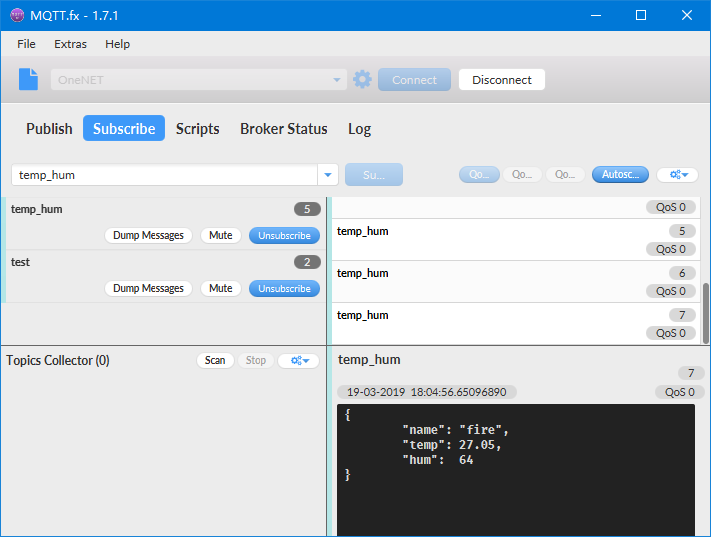 MQTT.fx - 1.7.1
File Extras Help
OneNET Connect Disconnect
Publish Subscribe Scripts Broker Status Log
temp_hum Su... Qo... Qo... Qo... Autosc...
temp_hum 5
Dump Messages Mute Unsubscribe
test 2
Dump Messages Mute Unsubscribe
QoS 0
temp_hum 5
QoS 0
temp_hum 6
QoS 0
temp_hum 7
QoS 0
Topics Collector (0) Scan Stop
temp_hum
7
19-03-2019 18:04:56.65096890 QoS 0
{
"name": "fire",
"temp": 27.05,
"hum": 64
}